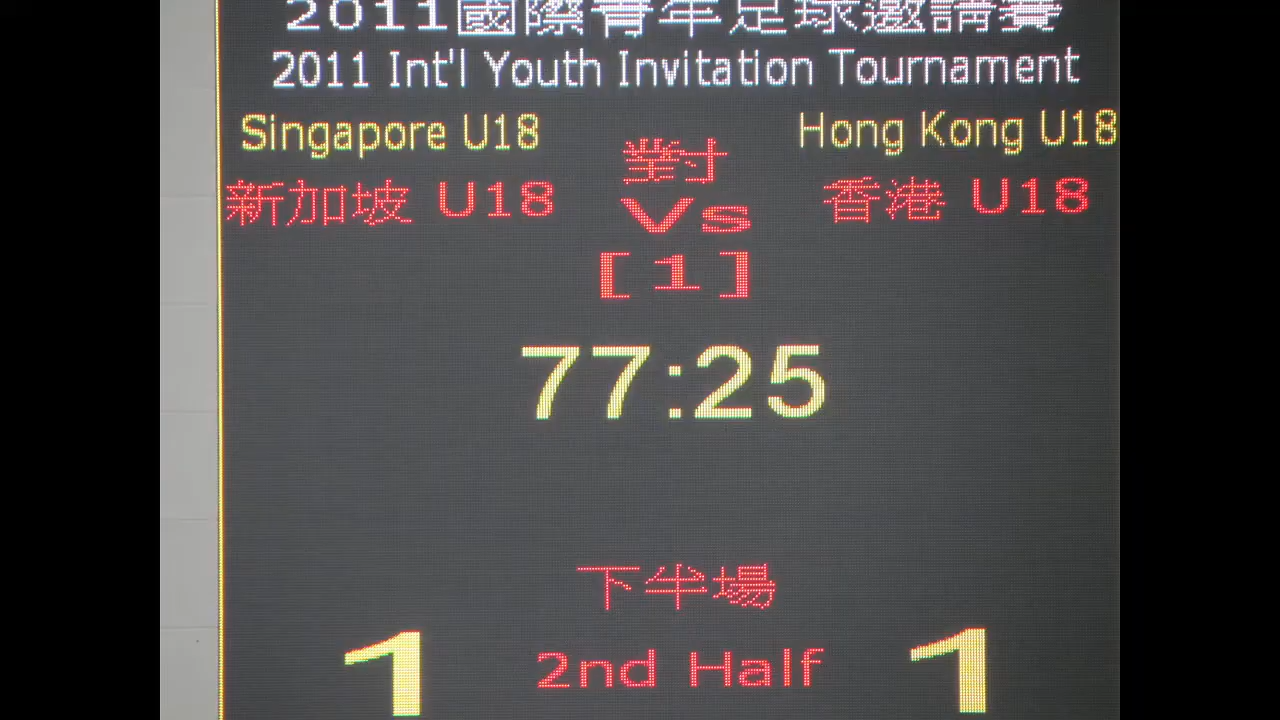 2011國際青年足球邀請賽
2011 Int'l Youth Invitation Tournament
Singapore U18
Hong Kong U18
新加坡 U18
對
香港 U18
Vs
[1]
77:25
下半場
1
2nd Half
1